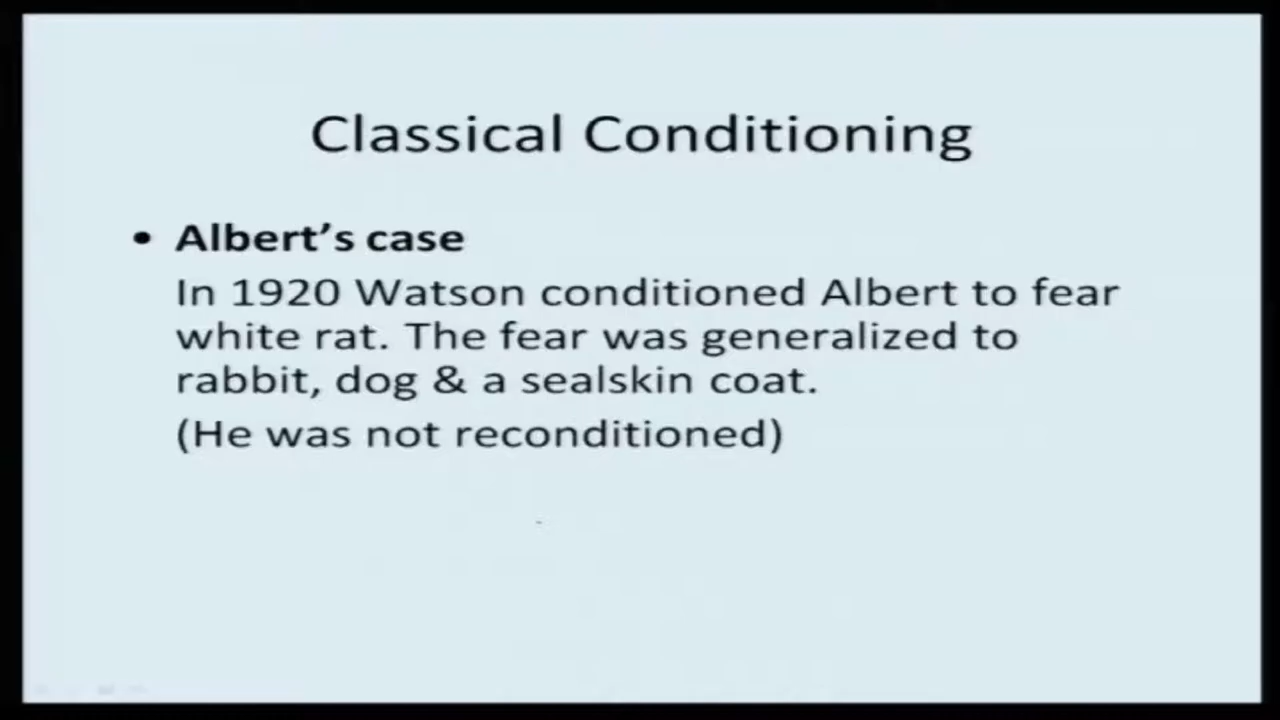 Classical Conditioning
• Albert's case
In 1920 Watson conditioned Albert to fear
white rat. The fear was generalized to
rabbit, dog & a sealskin coat.
(He was not reconditioned)